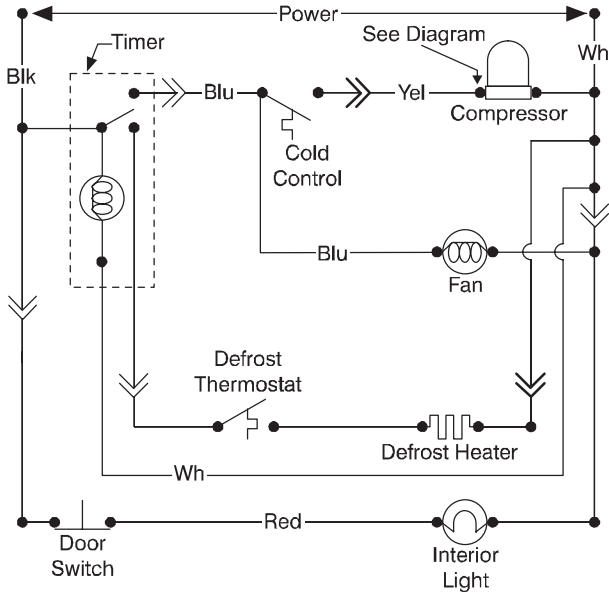 Power
Timer
See Diagram
Wh
Blk
Blu
Yel
Compressor
Cold
Control
Blu
Fan
Defrost
Thermostat
Defrost Heater
Wh
Red
Door
Switch
Interior
Light